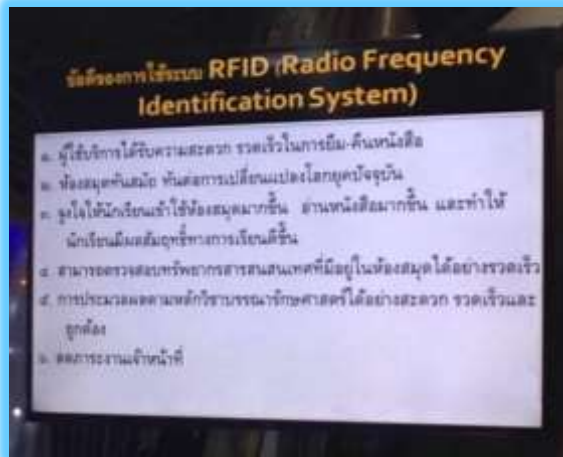 ข้อดีของการใช้ระบบ RFID (Radio Frequency
Identification System)
๑. ผู้ใช้บริการได้รับความสะดวก รวดเร็วในการยืม-คืนหนังสือ
๒. ห้องสมุดทันสมัย ทันต่อการเปลี่ยนแปลงโลกยุคปัจจุบัน
๓. จูงใจให้นักเรียนเข้าใช้ห้องสมุดมากขึ้น อ่านหนังสือมากขึ้น และทำให้
นักเรียนมีผลสัมฤทธิ์ทางการเรียนดีขึ้น
๔. สามารถตรวจสอบทรัพยากรสารสนสนเทศที่มีอยู่ในห้องสมุดได้อย่างรวดเร็ว
๕. การประมวลผลตามหลักวิชาบรรณารักษศาสตร์ได้อย่างสะดวก รวดเร็วและ
ถูกต้อง
๖. ลดภาระงานเจ้าหน้าที่